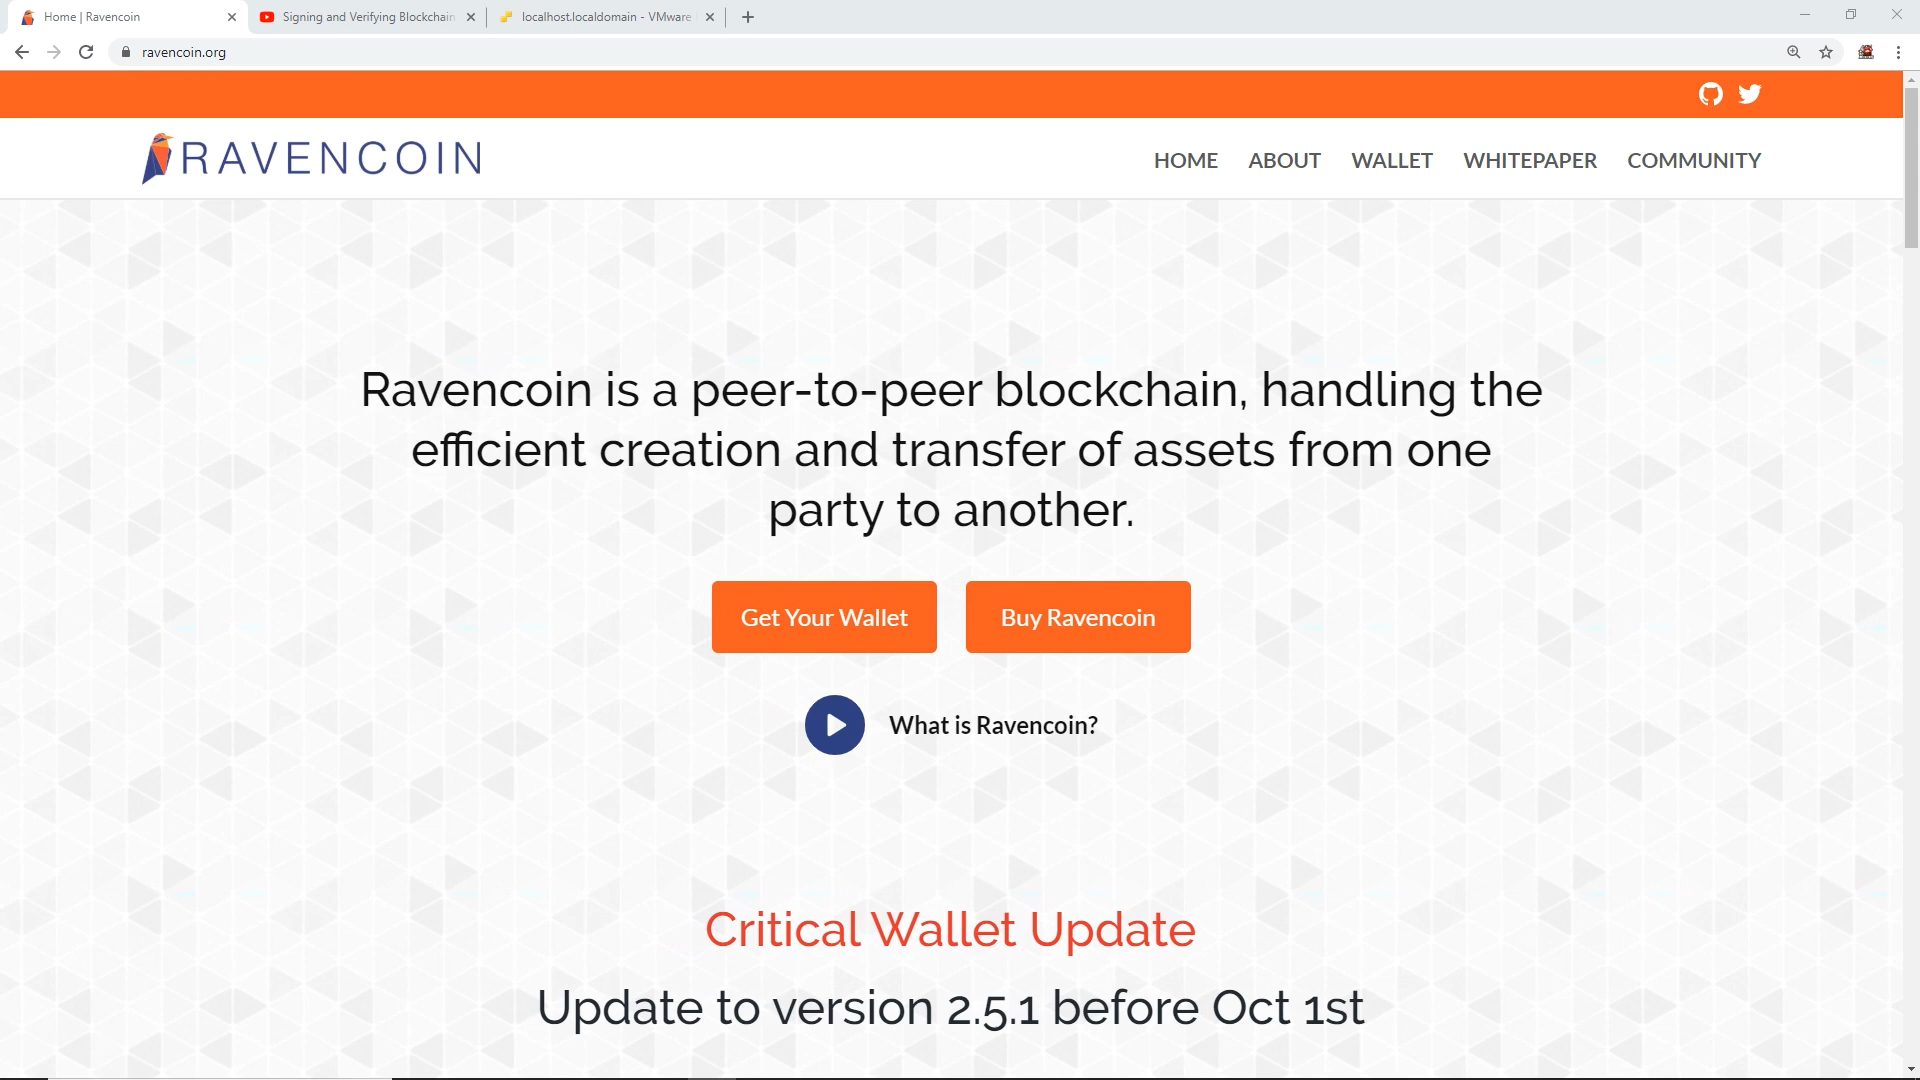 Home | Ravencoin
Signing and Verifying Blockchain
localhost.localdomain - VMware
ravencoin.org
RAVENCOIN
HOME ABOUT WALLET WHITEPAPER COMMUNITY
Ravencoin is a peer-to-peer blockchain, handling the
efficient creation and transfer of assets from one
party to another.
Get Your Wallet Buy Ravencoin
What is Ravencoin?
Critical Wallet Update
Update to version 2.5.1 before Oct 1st